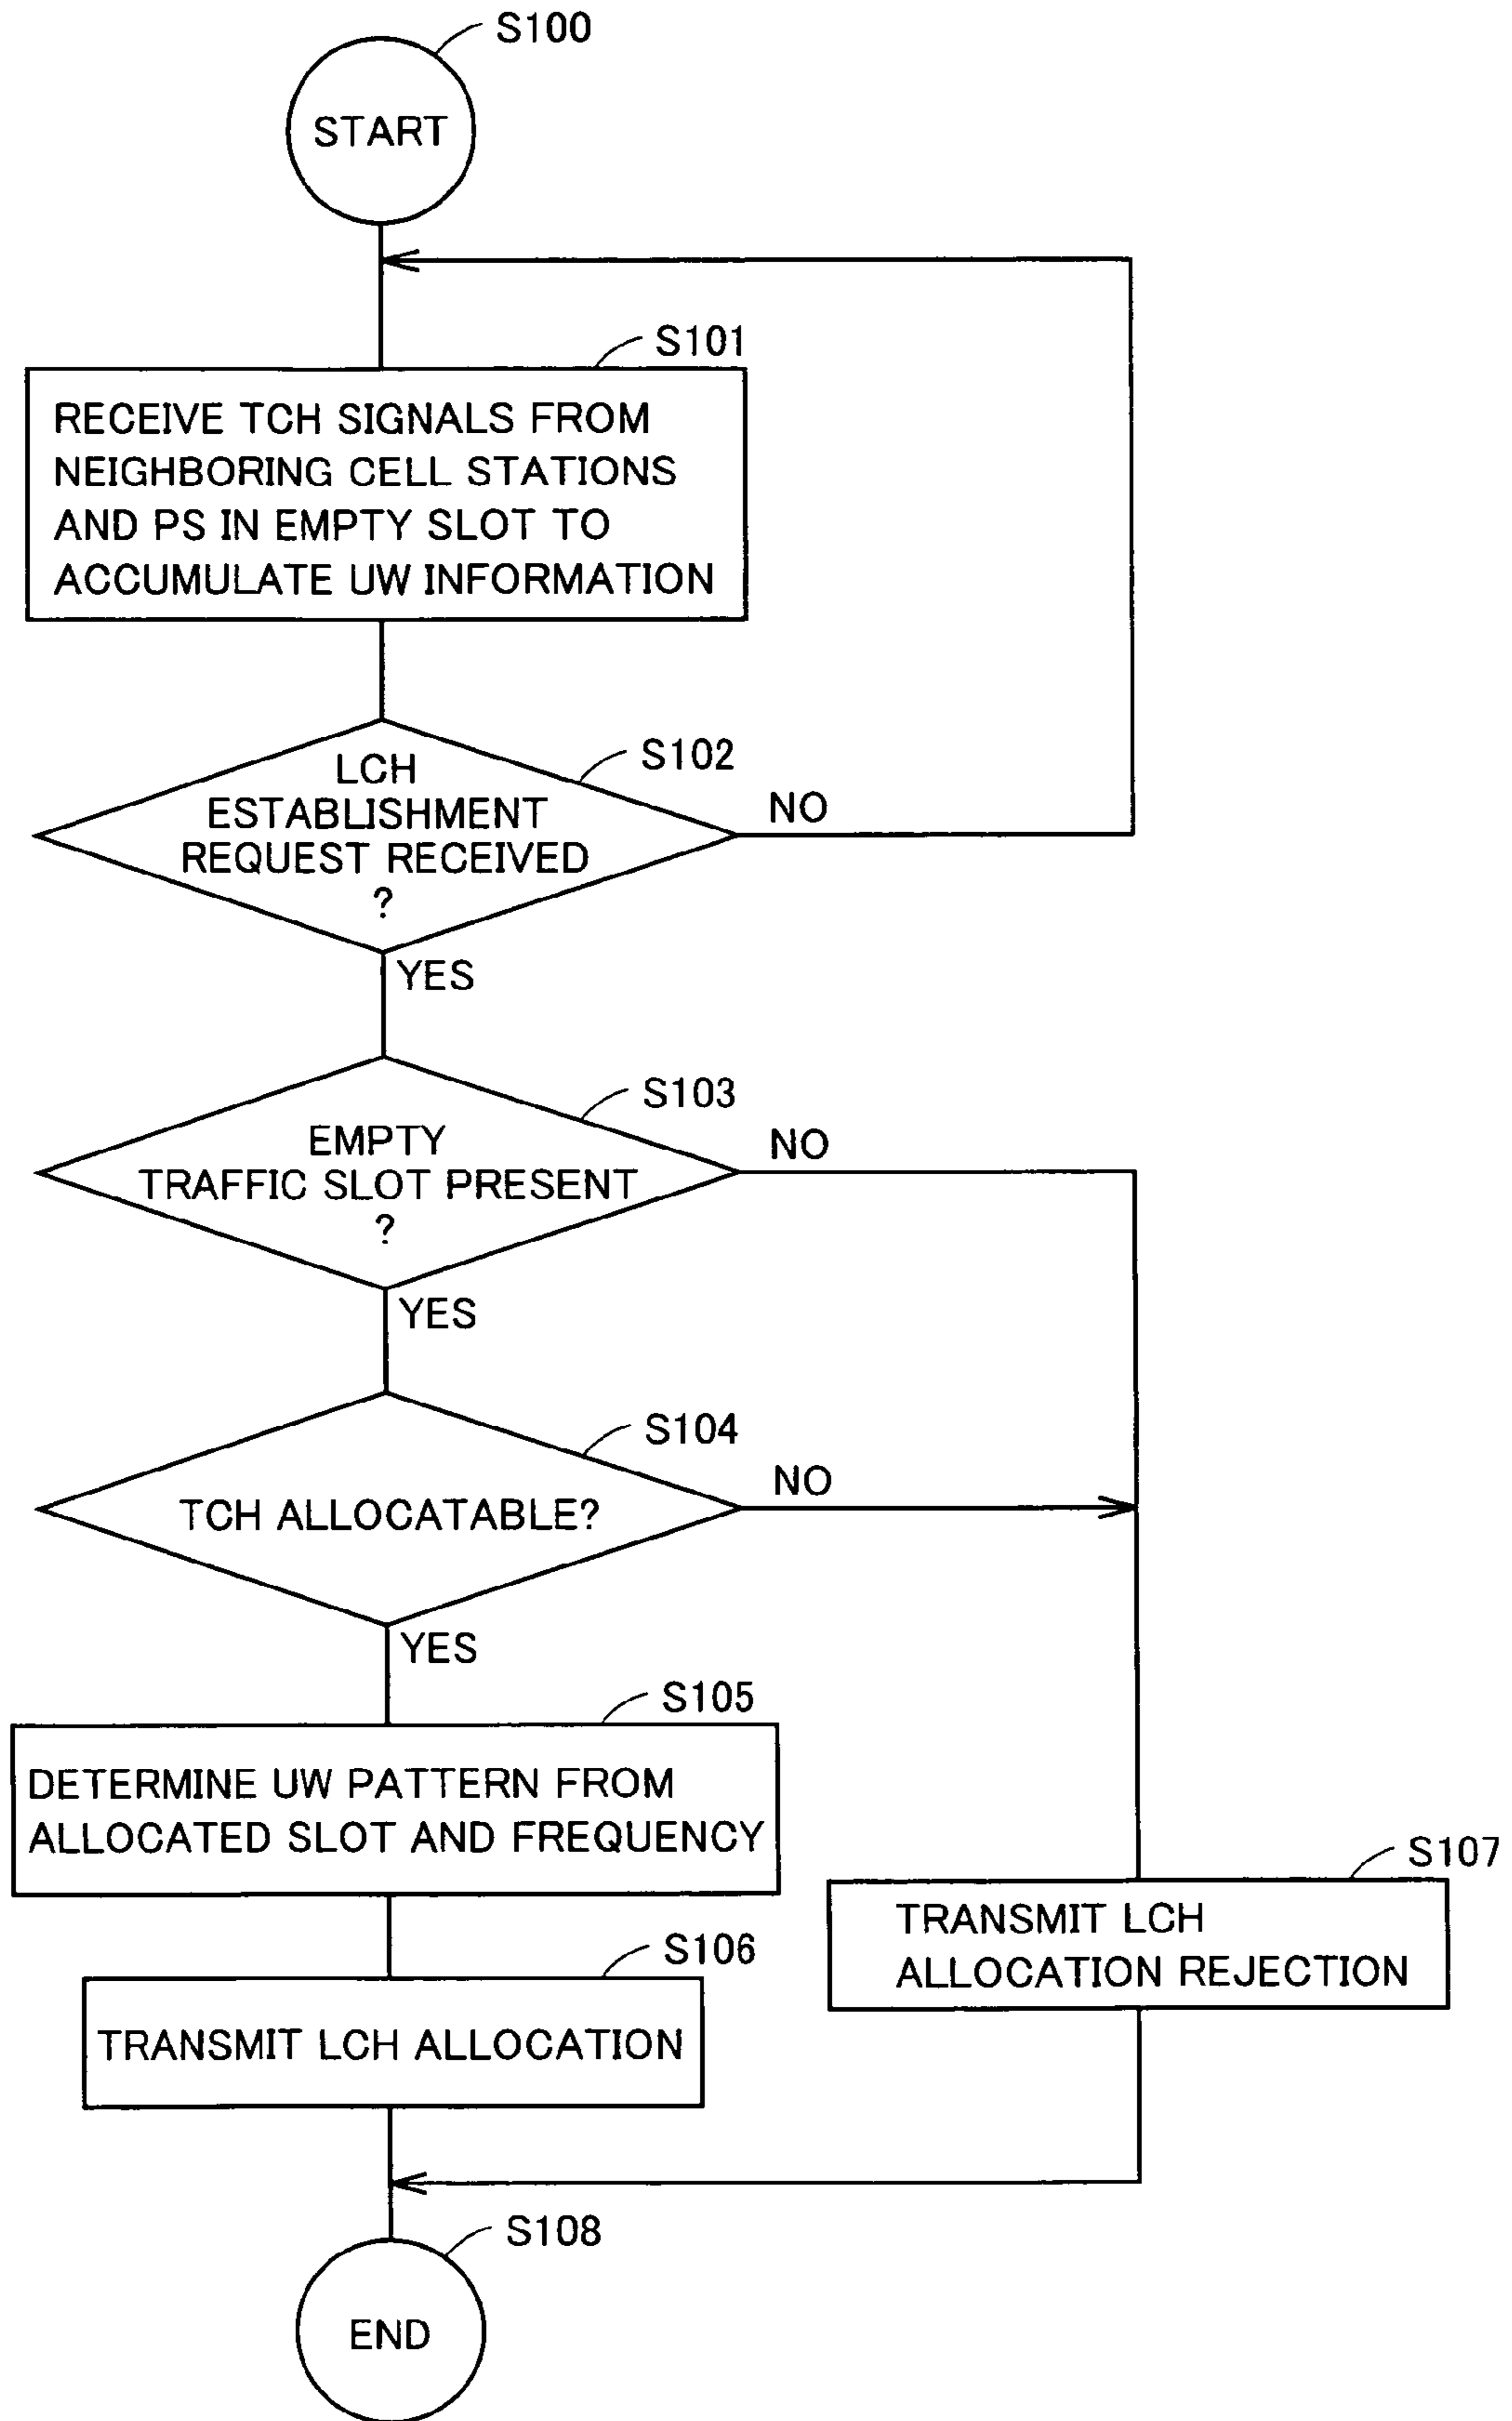 S100
START
S101
RECEIVE TCH SIGNALS FROM
NEIGHBORING CELL STATIONS
AND PS IN EMPTY SLOT TO
ACCUMULATE UW INFORMATION
S102
LCH
ESTABLISHMENT
REQUEST RECEIVED
?
NO
YES
S103
EMPTY
TRAFFIC SLOT PRESENT
?
NO
YES
S104
TCH ALLOCATABLE?
NO
YES
S105
DETERMINE UW PATTERN FROM
ALLOCATED SLOT AND FREQUENCY
S107
TRANSMIT LCH
ALLOCATION REJECTION
S106
TRANSMIT LCH ALLOCATION
S108
END